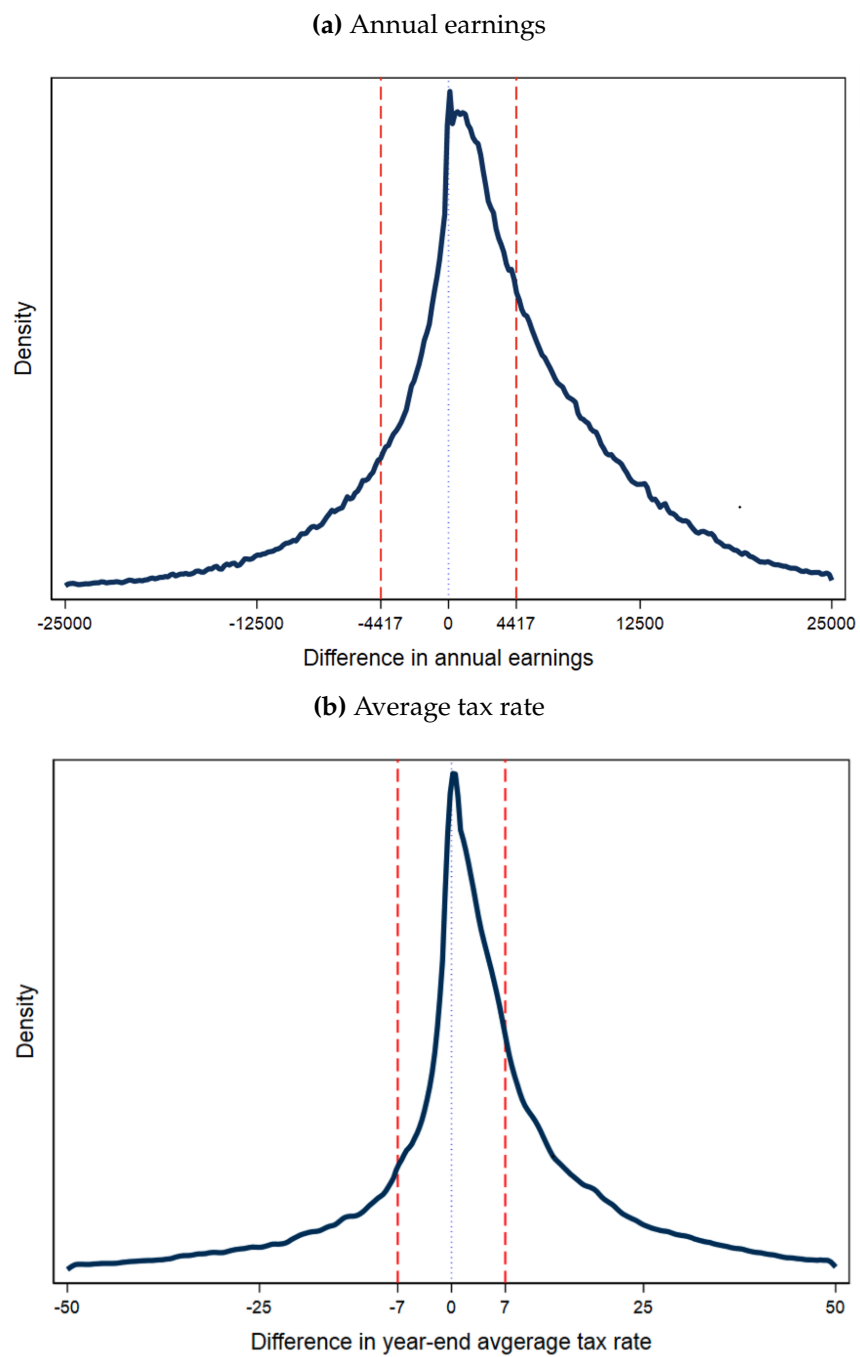 (a) Annual earnings
Density
-25000 -12500 -4417 0 4417 12500 25000
Difference in annual earnings
(b) Average tax rate
Density
-50 -25 -7 0 7 25 50
Difference in year-end avgerage tax rate